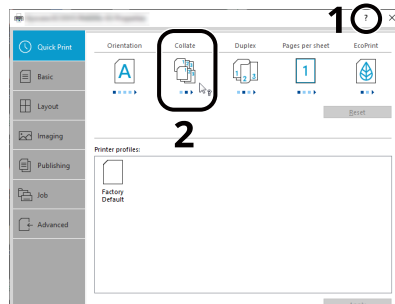 1
?
Quick Print
Orientation
Collate
Duplex
Pages per sheet
EcoPrint
A
1 2 3
1
Basic
Layout
Reset
Imaging
2
Printer profiles:
Publishing
Factory
Default
Job
Advanced